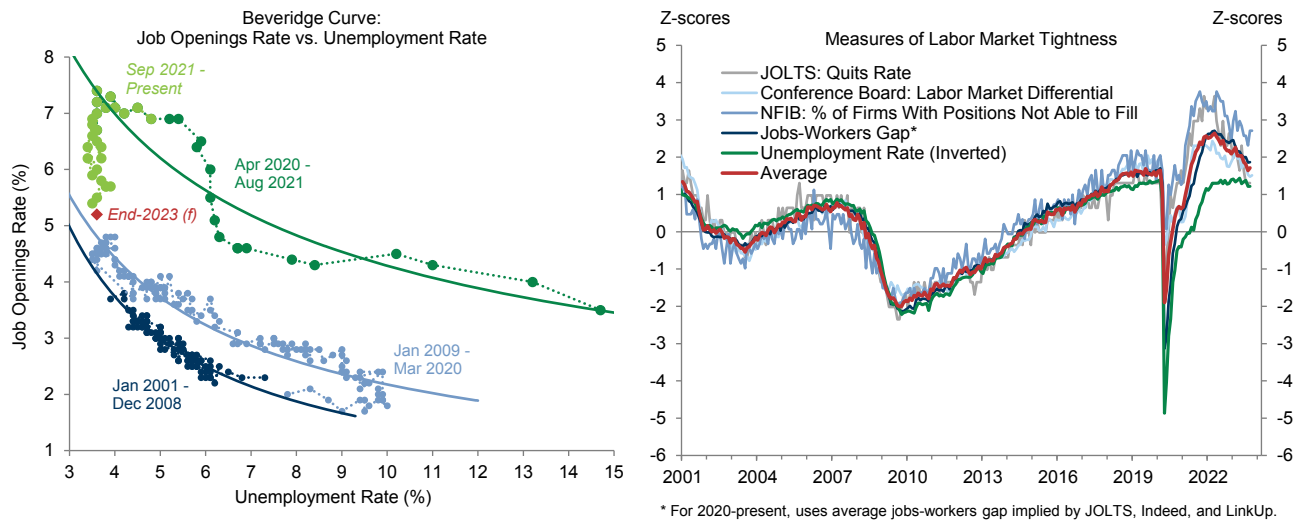 Beveridge Curve:
Job Openings Rate vs. Unemployment Rate
Job Openings Rate (%)
8
7
6
5
4
3
2
1
Sep 2021 -
Present
Apr 2020 -
Aug 2021
End-2023 (f)
Jan 2009 -
Mar 2020
Jan 2001 -
Dec 2008
3 4 5 6 7 8 9 10 11 12 13 14 15
Unemployment Rate (%)
Z-scores Z-scores
Measures of Labor Market Tightness
JOLTS: Quits Rate
Conference Board: Labor Market Differential
NFIB: % of Firms With Positions Not Able to Fill
Jobs-Workers Gap*
Unemployment Rate (Inverted)
Average
5 5
4 4
3 3
2 2
1 1
0 0
-1 -1
-2 -2
-3 -3
-4 -4
-5 -5
-6 -6
2001 2004 2007 2010 2013 2016 2019 2022
* For 2020-present, uses average jobs-workers gap implied by JOLTS, Indeed, and LinkUp.